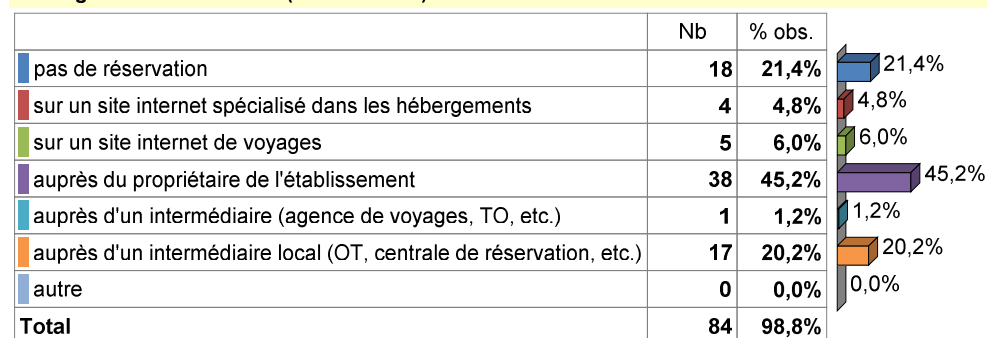 Nb % obs.
pas de réservation 18 21,4% 21,4%
sur un site internet spécialisé dans les hébergements 4 4,8% 4,8%
sur un site internet de voyages 5 6,0% 6,0%
auprès du propriétaire de l'établissement 38 45,2% 45,2%
auprès d'un intermédiaire (agence de voyages, TO, etc.) 1 1,2% 1,2%
auprès d'un intermédiaire local (OT, centrale de réservation, etc.) 17 20,2% 20,2%
autre 0 0,0% 0,0%
Total 84 98,8%